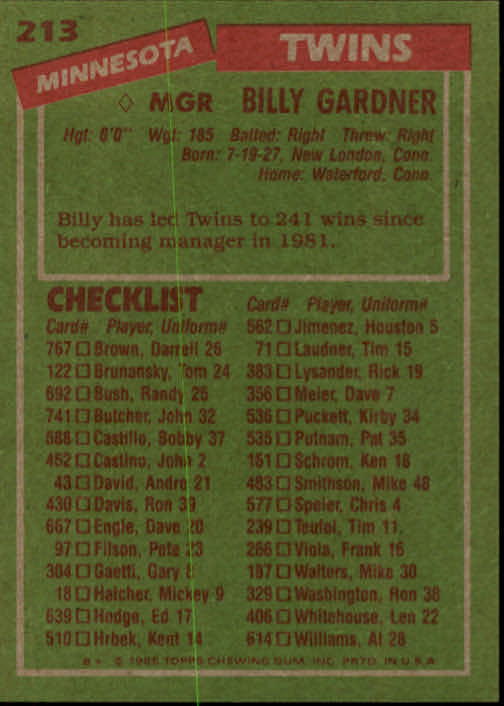 213
MINNESOTA TWINS
◇ MGR BILLY GARDNER
Hgt: 6'0" Wgt: 185 Batted: Right Threw: Right
Born: 7-19-27, New London, Conn.
Home: Waterford, Conn.
Billy has led Twins to 241 wins since
becoming manager in 1981.
CHECKLIST
Card# Player, Uniform#
767 □ Brown, Darrell 26
122 □ Brunansky, Tom 24
692 □ Bush, Randy 25
741 □ Butcher, John 32
588 □ Castillo, Bobby 37
452 □ Castino, John 2
43 □ David, Andre 21
430 □ Davis, Ron 39
667 □ Engle, Dave 20
97 □ Filson, Pete 23
304 □ Gaetti, Gary 8
18 □ Hatcher, Mickey 9
639 □ Hodge, Ed 17
510 □ Hrbek, Kent 14
Card# Player, Uniform#
562 □ Jimenez, Houston 5
71 □ Laudner, Tim 15
383 □ Lysander, Rick 19
356 □ Meier, Dave 7
536 □ Puckett, Kirby 34
535 □ Putnam, Pat 35
161 □ Schrom, Ken 18
483 □ Smithson, Mike 48
577 □ Speier, Chris 4
239 □ Teufel, Tim 11
266 □ Viola, Frank 16
187 □ Walters, Mike 30
329 □ Washington, Ron 38
406 □ Whitehouse, Len 22
614 □ Williams, Al 28
© 1985 TOPPS CHEWING GUM, INC. PRTD. IN U.S.A.